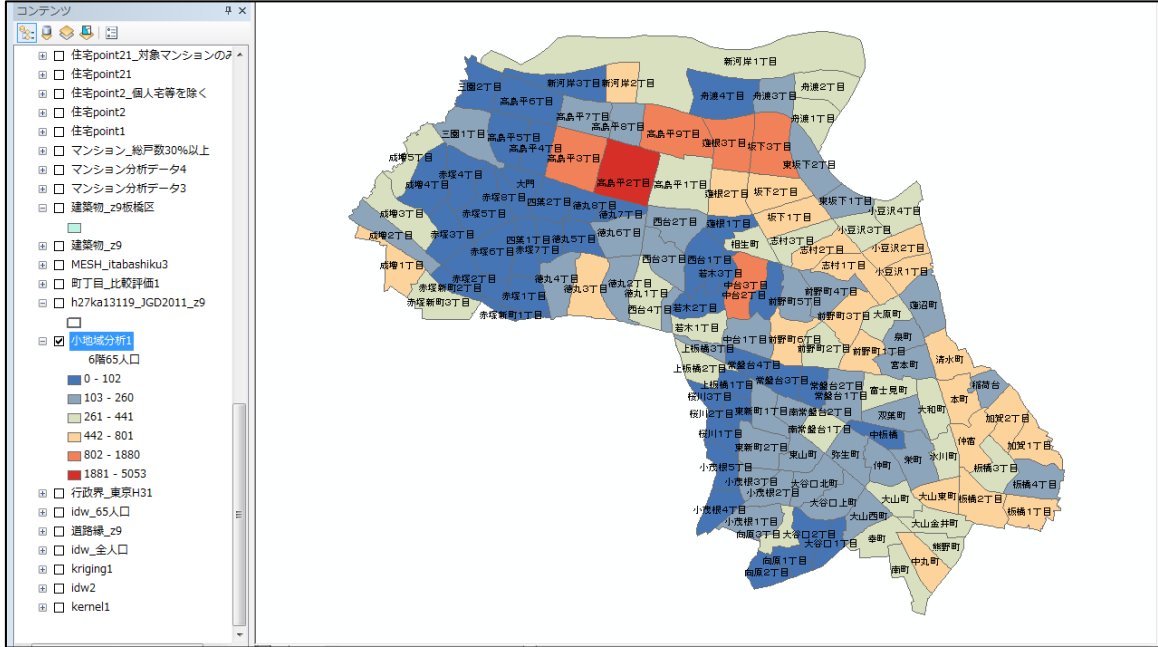 コンテンツ
住宅point21_対象マンションのみ
住宅point21
住宅point2_個人宅等を除く
住宅point2
住宅point1
マンション_総戸数30%以上
マンション分析データ4
マンション分析データ3
建築物_z9板橋区
建築物_z9
MESH_itabashiku3
町丁目_比較評価1
h27ka13119_JGD2011_z9
小地域分析1
6階65人口
0 - 102
103 - 260
261 - 441
442 - 801
802 - 1880
1881 - 5053
行政界_東京H31
idw_65人口
道路縁_z9
idw_全人口
kriging1
idw2
kernel1
新河岸1丁目
三園2丁目
新河岸3丁目
新河岸2丁目
舟渡4丁目
舟渡3丁目
舟渡2丁目
高島平6丁目
舟渡1丁目
高島平7丁目
高島平8丁目
三園1丁目
高島平5丁目
高島平9丁目
高島平4丁目
蓮根3丁目
坂下3丁目
成増5丁目
高島平3丁目
東坂下2丁目
赤塚4丁目
成増4丁目
大門
高島平2丁目
高島平1丁目
蓮根2丁目
坂下2丁目
赤塚8丁目
四葉2丁目
徳丸8丁目
東坂下1丁目
成増3丁目
赤塚5丁目
徳丸7丁目
坂下1丁目
小豆沢4丁目
西台2丁目
蓮根1丁目
成増2丁目
赤塚3丁目
四葉1丁目
徳丸5丁目
徳丸6丁目
相生町
志村3丁目
小豆沢3丁目
赤塚6丁目
赤塚7丁目
志村2丁目
小豆沢2丁目
成増1丁目
西台3丁目
西台1丁目
志村1丁目
小豆沢1丁目
赤塚2丁目
若木3丁目
赤塚新町2丁目
徳丸4丁目
徳丸3丁目
徳丸2丁目
中台3丁目
赤塚1丁目
徳丸1丁目
中台2丁目
前野町4丁目
赤塚新町3丁目
前野町5丁目
蓮沼町
西台4丁目
若木2丁目
赤塚新町1丁目
前野町3丁目
大原町
若木1丁目
中台1丁目
前野町6丁目
泉町
上板橋3丁目
前野町2丁目
前野町1丁目
清水町
上板橋2丁目
常盤台4丁目
宮本町
上板橋1丁目
常盤台3丁目
常盤台2丁目
稲荷台
桜川3丁目
常盤台1丁目
富士見町
本町
桜川2丁目
東新町1丁目
南常盤台2丁目
双葉町
大和町
加賀2丁目
南常盤台1丁目
桜川1丁目
中板橋
仲宿
加賀1丁目
東新町2丁目
東山町
弥生町
栄町
氷川町
小茂根5丁目
仲町
板橋3丁目
小茂根3丁目
大谷口北町
板橋4丁目
小茂根2丁目
大山町
大山東町
板橋2丁目
小茂根4丁目
大谷口上町
板橋1丁目
小茂根1丁目
大山西町
大山金井町
向原3丁目
大谷口2丁目
大谷口1丁目
幸町
熊野町
向原1丁目
中丸町
向原2丁目
南町